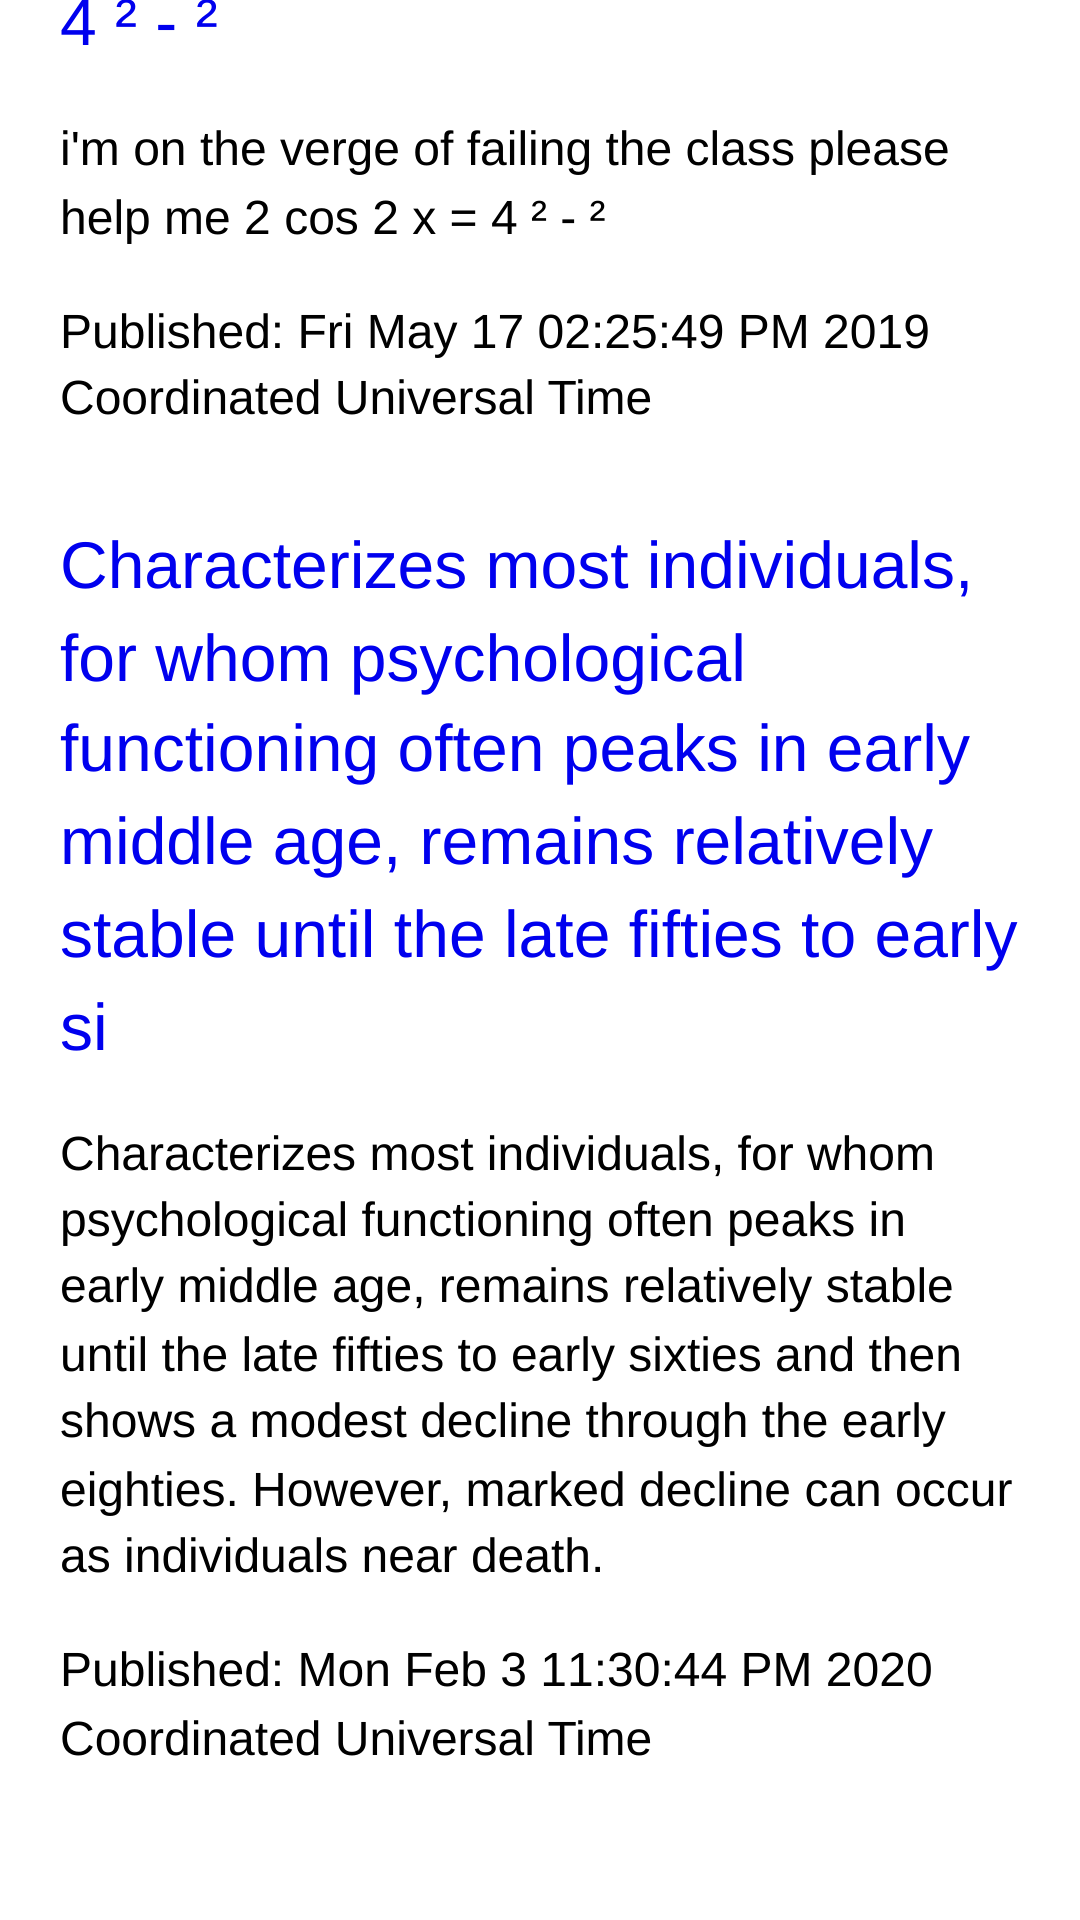 4 ² - ²
i'm on the verge of failing the class please
help me 2 cos 2 x = 4 ² - ²
Published: Fri May 17 02:25:49 PM 2019
Coordinated Universal Time
Characterizes most individuals,
for whom psychological
functioning often peaks in early
middle age, remains relatively
stable until the late fifties to early
si
Characterizes most individuals, for whom
psychological functioning often peaks in
early middle age, remains relatively stable
until the late fifties to early sixties and then
shows a modest decline through the early
eighties. However, marked decline can occur
as individuals near death.
Published: Mon Feb 3 11:30:44 PM 2020
Coordinated Universal Time